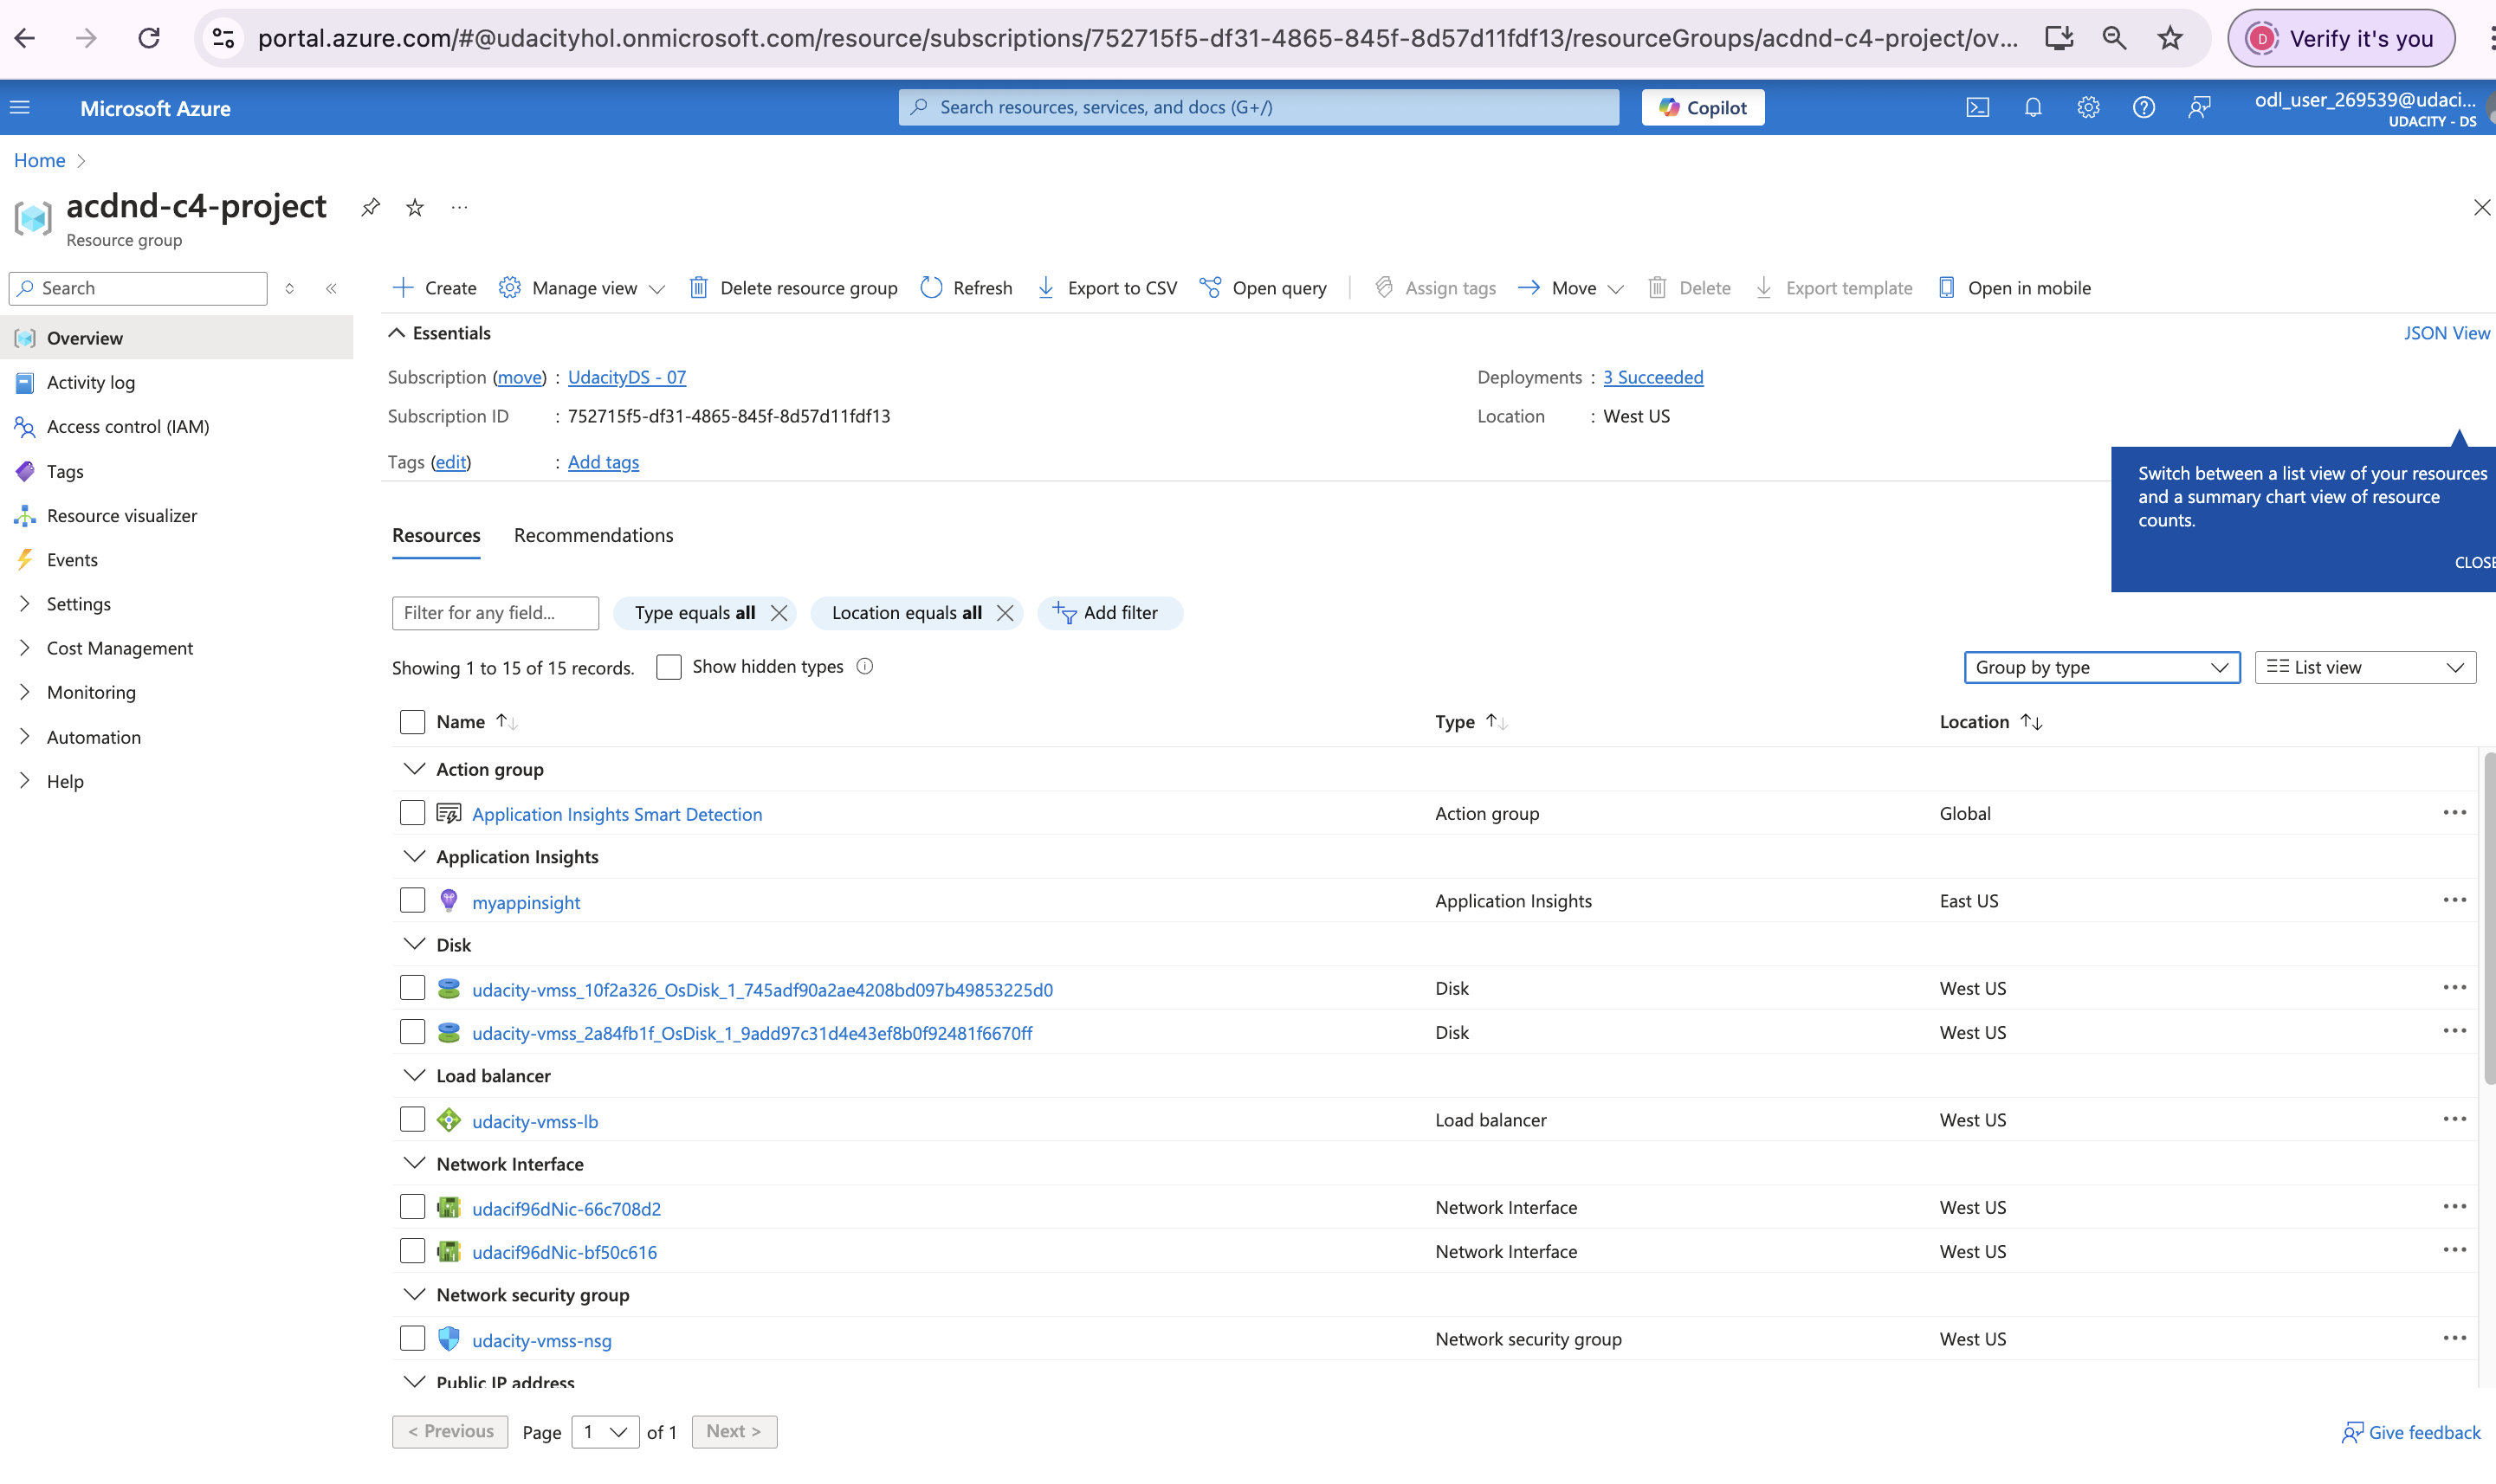 portal.azure.com/#@udacityhol.onmicrosoft.com/resource/subscriptions/752715f5-df31-4865-845f-8d57d11fdf13/resourceGroups/acdnd-c4-project/ov...
D Verify it's you
Microsoft Azure
Search resources, services, and docs (G+/)
Copilot
odl_user_269539@udaci...
UDACITY - DS
Home
acdnd-c4-project
Resource group
Search
Create
Manage view
Delete resource group
Refresh
Export to CSV
Open query
Assign tags
Move
Delete
Export template
Open in mobile
Overview
Activity log
Access control (IAM)
Tags
Resource visualizer
Events
Settings
Cost Management
Monitoring
Automation
Help
Essentials
JSON View
Subscription (move) : UdacityDS - 07
Subscription ID : 752715f5-df31-4865-845f-8d57d11fdf13
Deployments : 3 Succeeded
Location : West US
Tags (edit) : Add tags
Switch between a list view of your resources
and a summary chart view of resource
counts.
CLOSE
Resources
Recommendations
Filter for any field...
Type equals all
Location equals all
Add filter
Showing 1 to 15 of 15 records.
Show hidden types
Group by type
List view
Name
Type
Location
Action group
Application Insights Smart Detection Action group Global
Application Insights
myappinsight Application Insights East US
Disk
udacity-vmss_10f2a326_OsDisk_1_745adf90a2ae4208bd097b49853225d0 Disk West US
udacity-vmss_2a84fb1f_OsDisk_1_9add97c31d4e43ef8b0f92481f6670ff Disk West US
Load balancer
udacity-vmss-lb Load balancer West US
Network Interface
udacif96dNic-66c708d2 Network Interface West US
udacif96dNic-bf50c616 Network Interface West US
Network security group
udacity-vmss-nsg Network security group West US
Public IP address
< Previous
Page 1 of 1
Next >
Give feedback